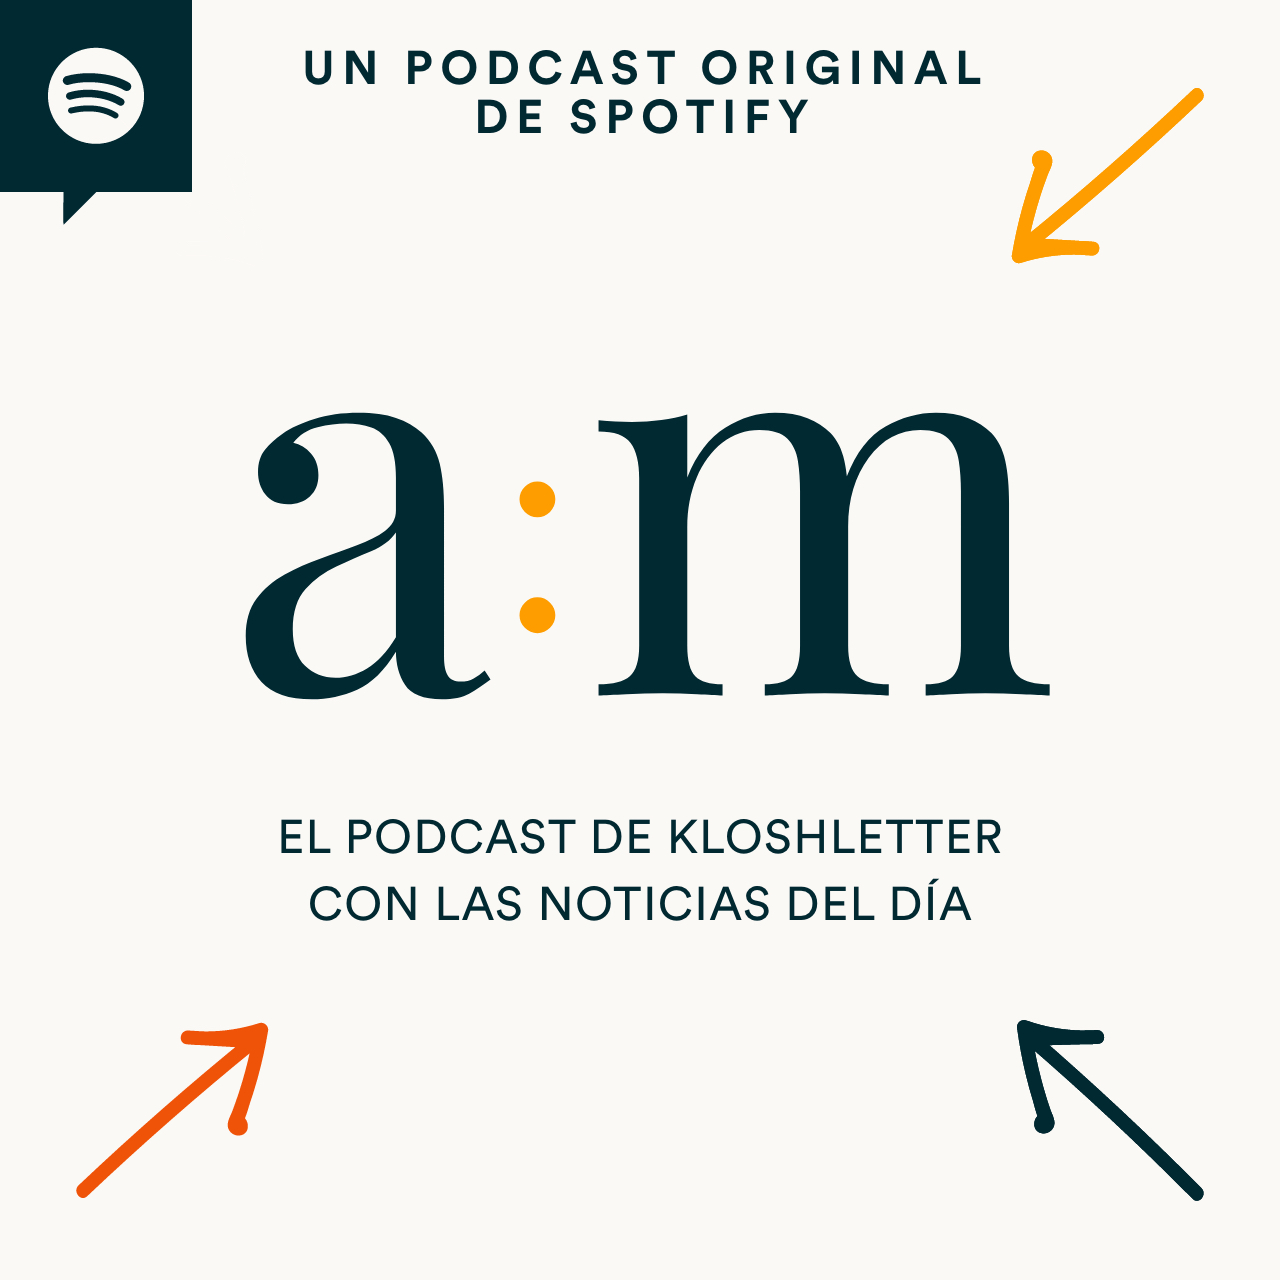 UN PODCAST ORIGINAL
DE SPOTIFY
a:m
EL PODCAST DE KLOSHLETTER
CON LAS NOTICIAS DEL DÍA